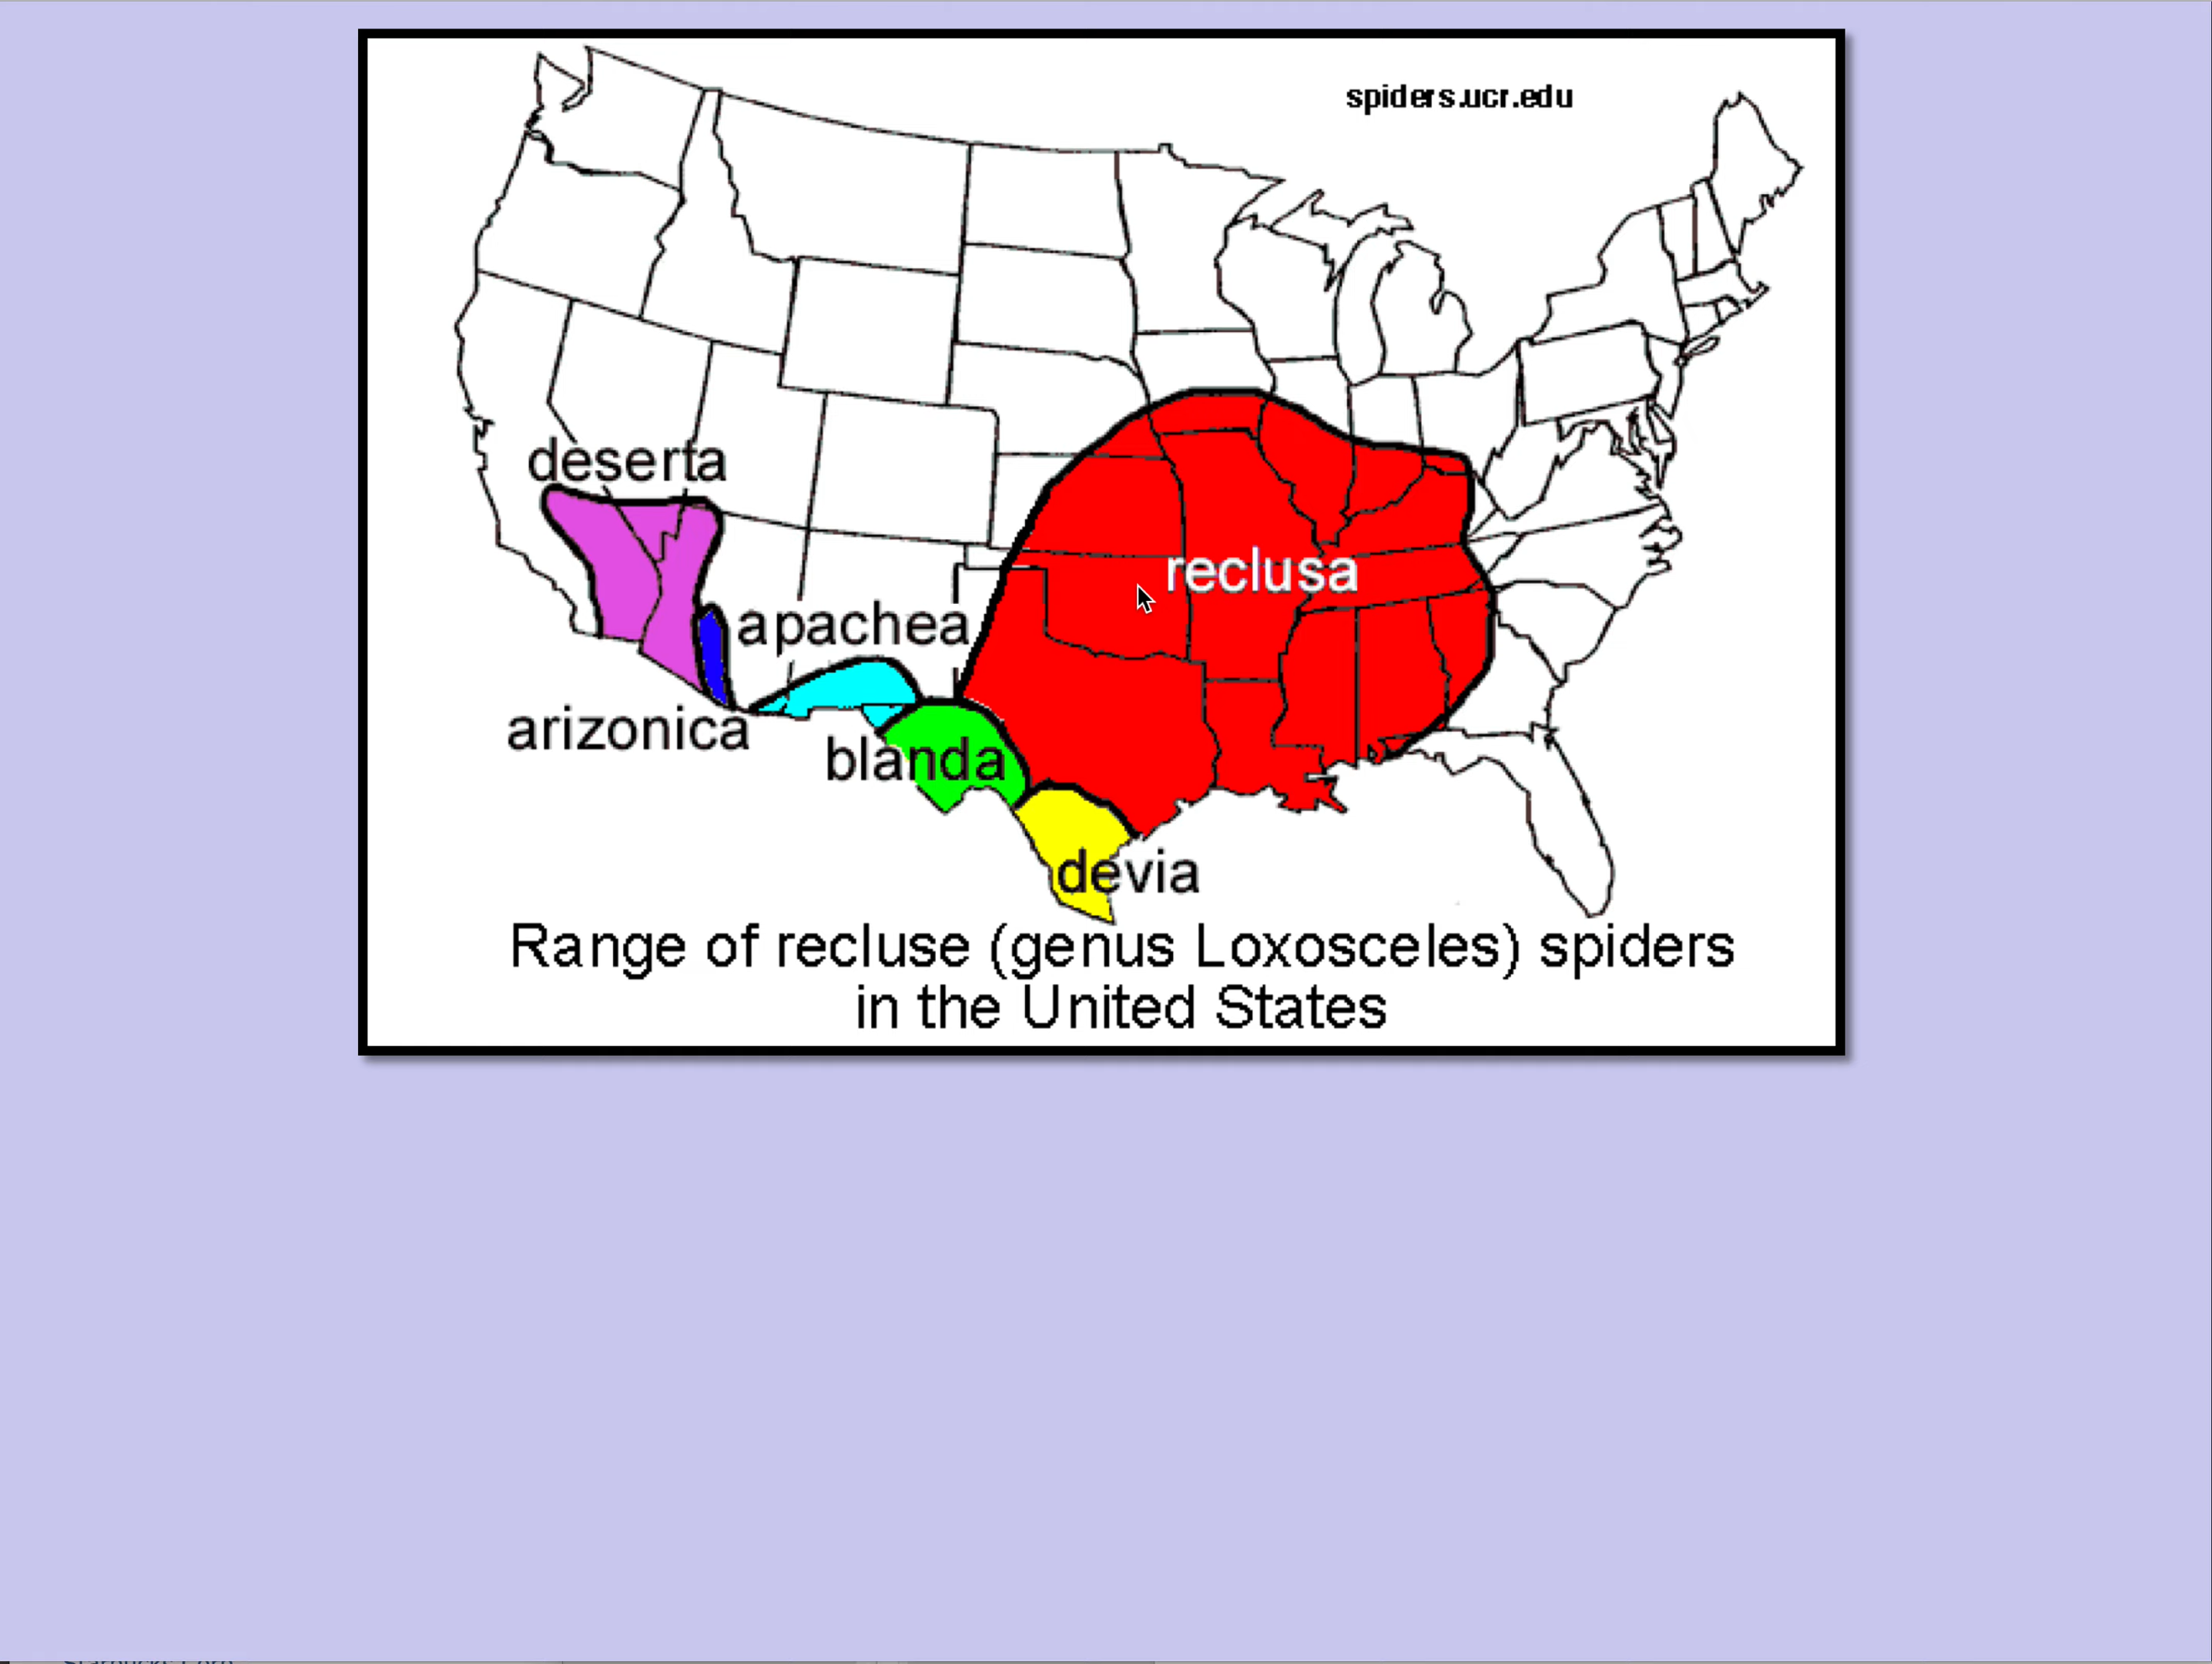 spiders.ucr.edu
deserta
reclusa
apachea
arizonica
blanda
devia
Range of recluse (genus Loxosceles) spiders
in the United States